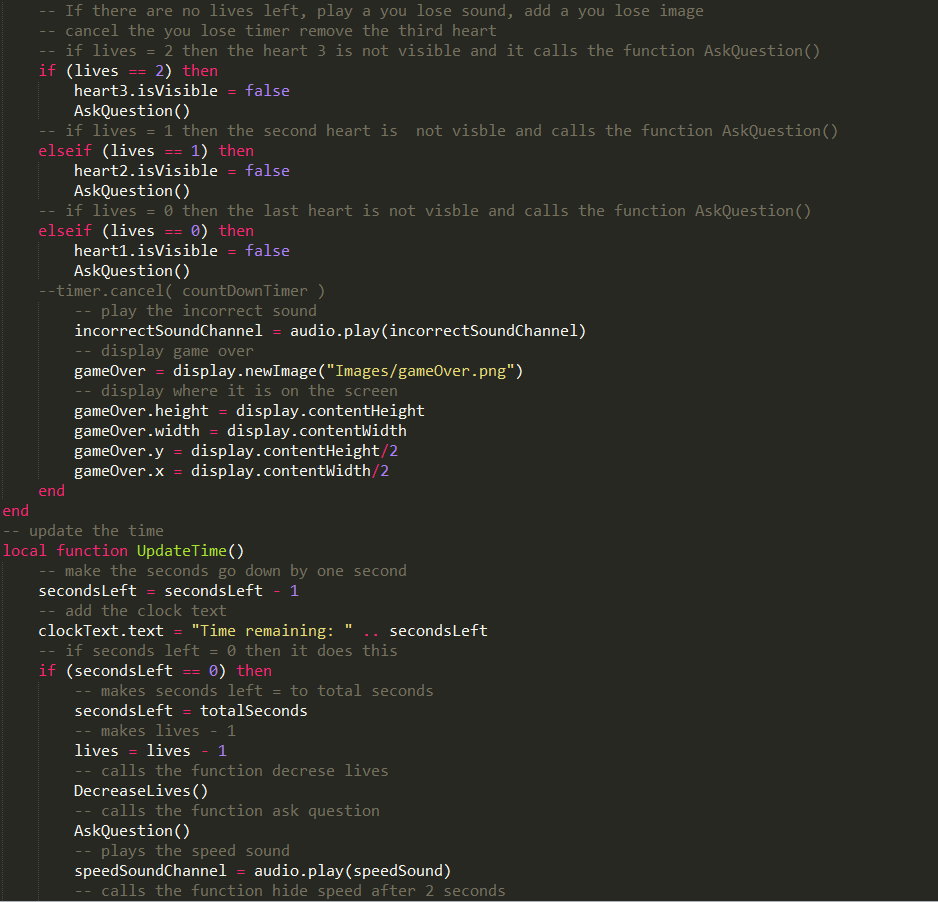 -- If there are no lives left, play a you lose sound, add a you lose image
-- cancel the you lose timer remove the third heart
-- if lives = 2 then the heart 3 is not visible and it calls the function AskQuestion()
if (lives == 2) then
heart3.isVisible = false
AskQuestion()
-- if lives = 1 then the second heart is  not visble and calls the function AskQuestion()
elseif (lives == 1) then
heart2.isVisible = false
AskQuestion()
-- if lives = 0 then the last heart is not visble and calls the function AskQuestion()
elseif (lives == 0) then
heart1.isVisible = false
AskQuestion()
--timer.cancel( countDownTimer )
-- play the incorrect sound
incorrectSoundChannel = audio.play(incorrectSoundChannel)
-- display game over
gameOver = display.newImage("Images/gameOver.png")
-- display where it is on the screen
gameOver.height = display.contentHeight
gameOver.width = display.contentWidth
gameOver.y = display.contentHeight/2
gameOver.x = display.contentWidth/2
end
end
-- update the time
local function UpdateTime()
-- make the seconds go down by one second
secondsLeft = secondsLeft - 1
-- add the clock text
clockText.text = "Time remaining: " .. secondsLeft
-- if seconds left = 0 then it does this
if (secondsLeft == 0) then
-- makes seconds left = to total seconds
secondsLeft = totalSeconds
-- makes lives - 1
lives = lives - 1
-- calls the function decrese lives
DecreaseLives()
-- calls the function ask question
AskQuestion()
-- plays the speed sound
speedSoundChannel = audio.play(speedSound)
-- calls the function hide speed after 2 seconds